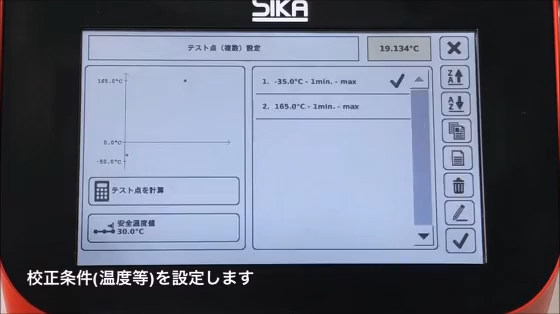 SIKA
テスト点（複数）設定
19.134°C
165.0°C
0.0°C
-50.0°C
テスト点を計算
安全温度値
30.0°C
1. -35.0°C - 1min. - max
2. 165.0°C - 1min. - max
Z
A
A
Z
校正条件(温度等)を設定します